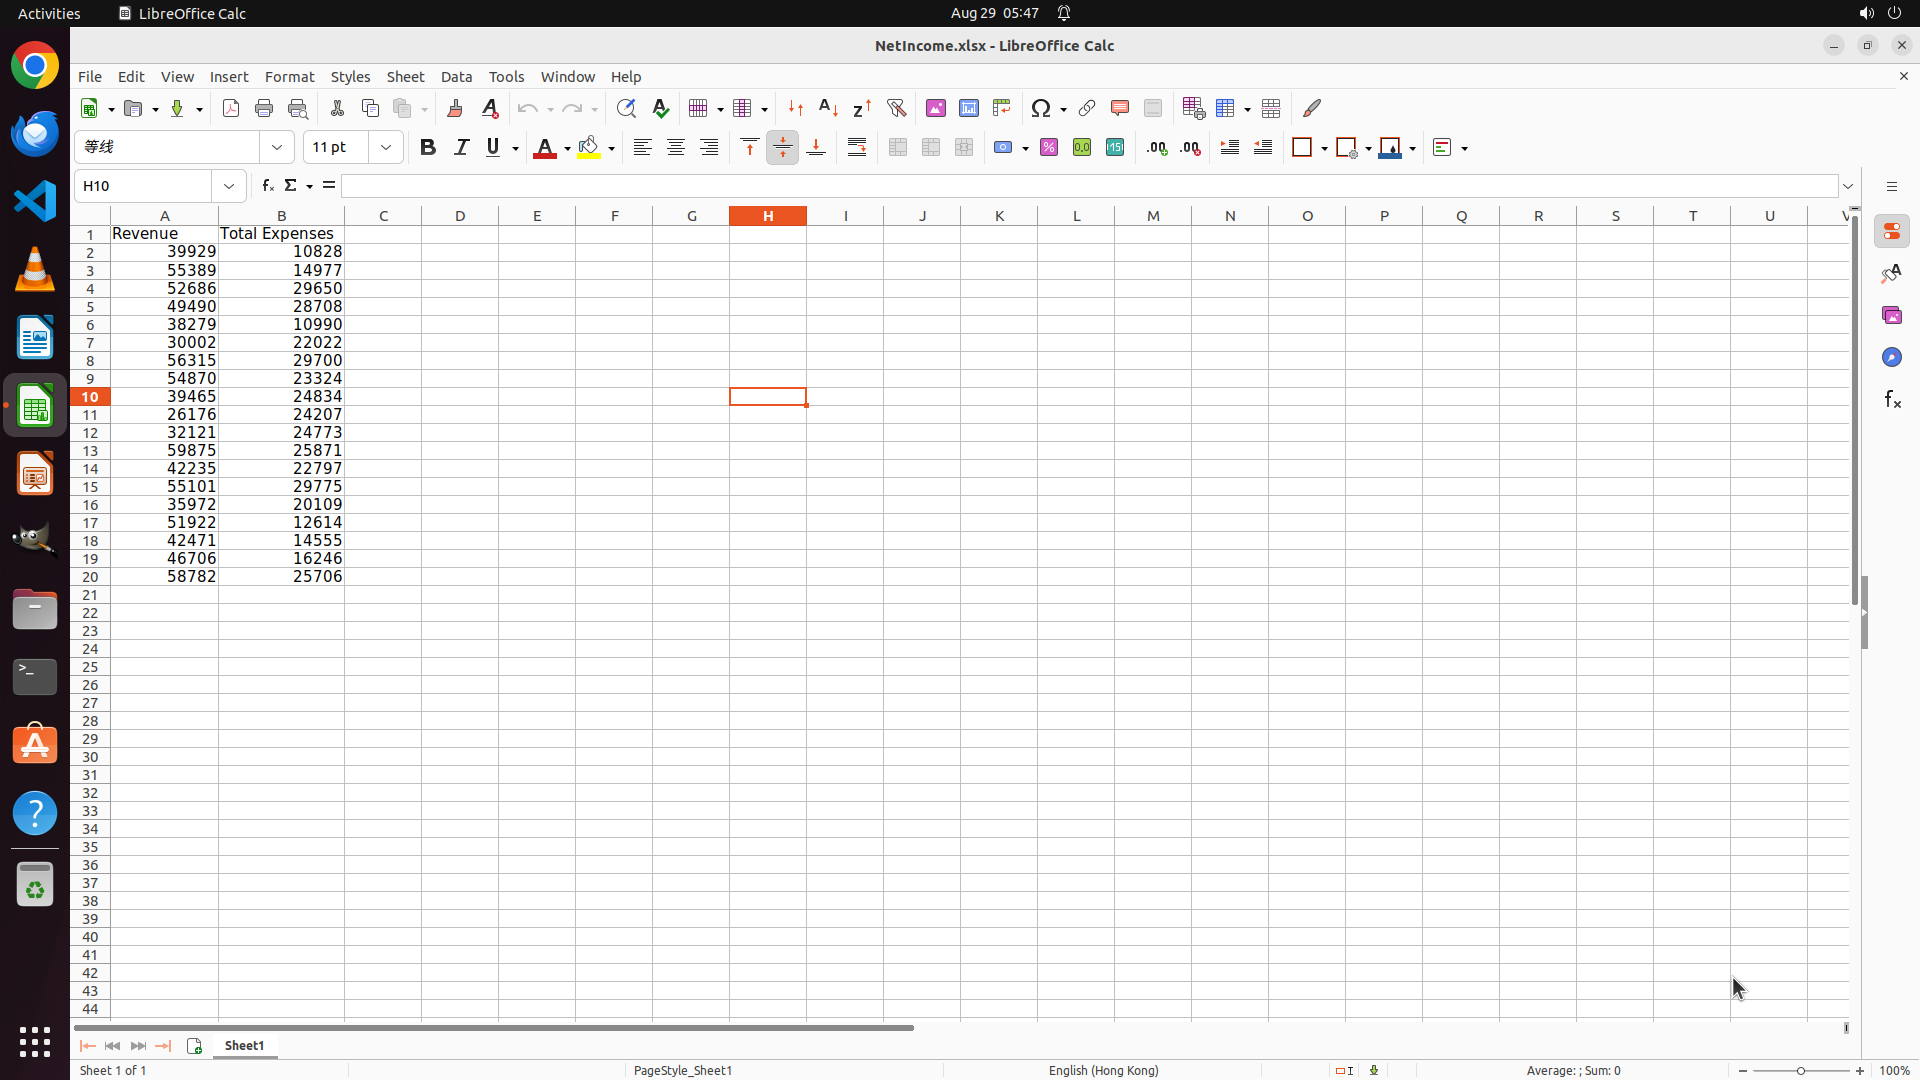 Activities
LibreOffice Calc
Aug 29 05:47
NetIncome.xlsx - LibreOffice Calc
File Edit View Insert Format Styles Sheet Data Tools Window Help
等线
11 pt
H10
A B C D E F G H I J K L M N O P Q R S T U V
1 Revenue Total Expenses
2 39929 10828
3 55389 14977
4 52686 29650
5 49490 28708
6 38279 10990
7 30002 22022
8 56315 29700
9 54870 23324
10 39465 24834
11 26176 24207
12 32121 24773
13 59875 25871
14 42235 22797
15 55101 29775
16 35972 20109
17 51922 12614
18 42471 14555
19 46706 16246
20 58782 25706
21
22
23
24
25
26
27
28
29
30
31
32
33
34
35
36
37
38
39
40
41
42
43
44
Sheet1
Sheet 1 of 1
PageStyle_Sheet1
English (Hong Kong)
Average: ; Sum: 0
100%